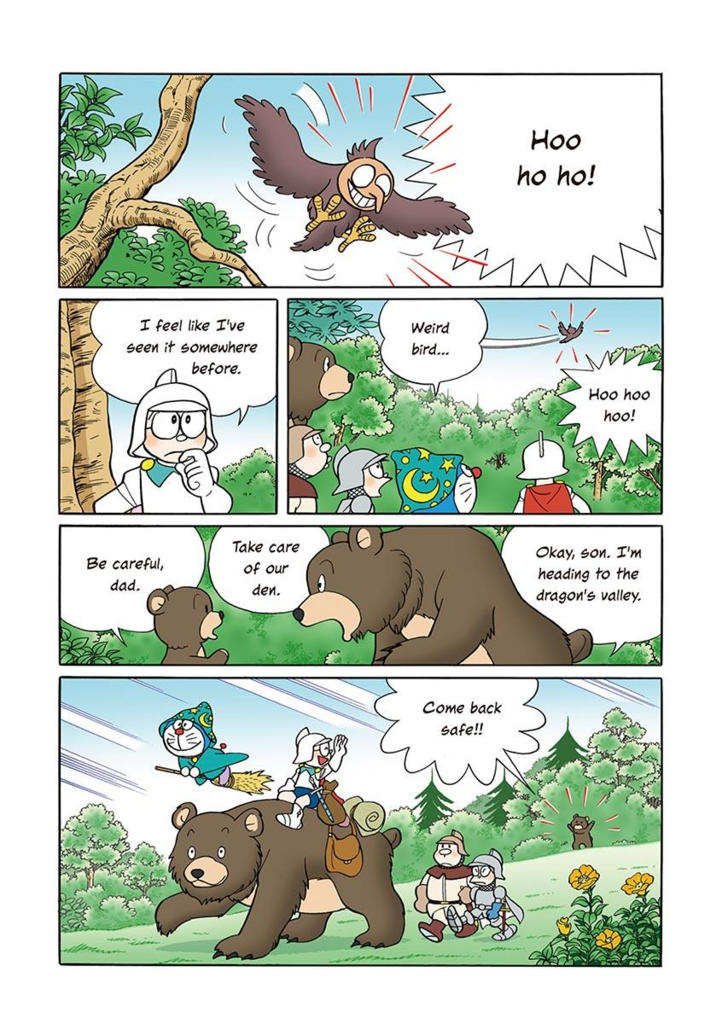 Hoo
ho ho!
I feel like I've
seen it somewhere
before.
Weird
bird...
Hoo hoo
hoo!
Be careful,
dad.
Take care
of our
den.
Okay, son. I'm
heading to the
dragon's valley.
Come back
safe!!